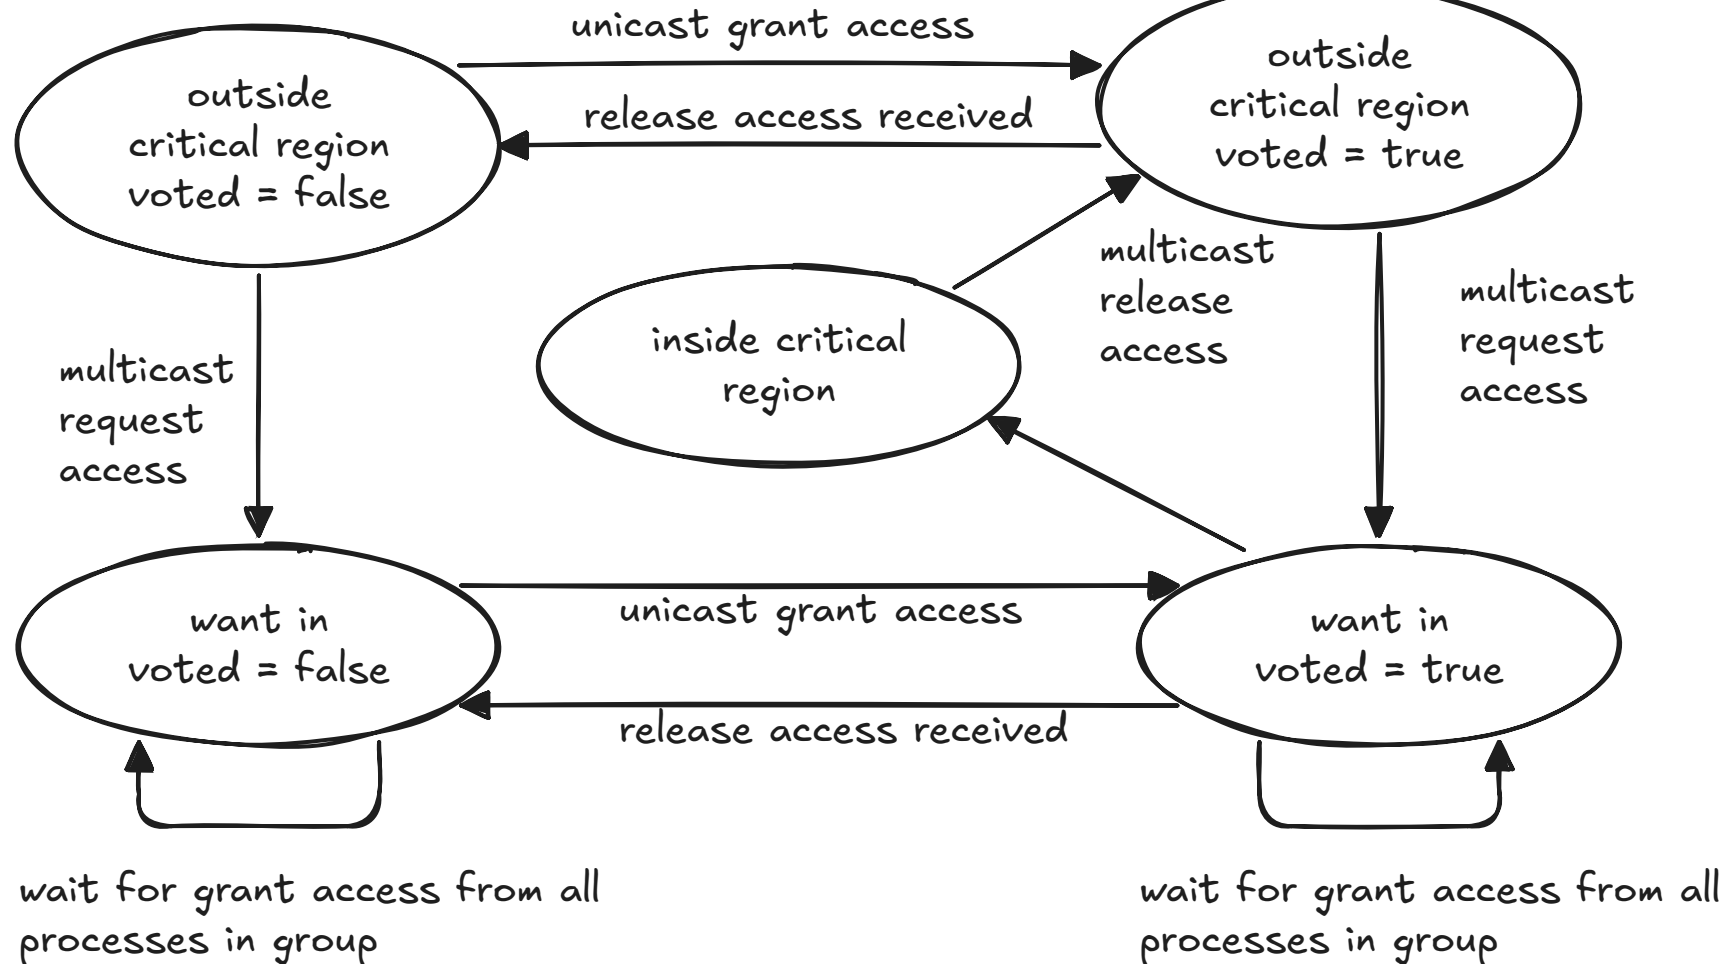 unicast grant access
outside
critical region
voted = false
outside
critical region
voted = true
release access received
multicast
release
access
multicast
request
access
inside critical
region
multicast
request
access
want in
voted = false
unicast grant access
want in
voted = true
release access received
wait for grant access from all
processes in group
wait for grant access from all
processes in group